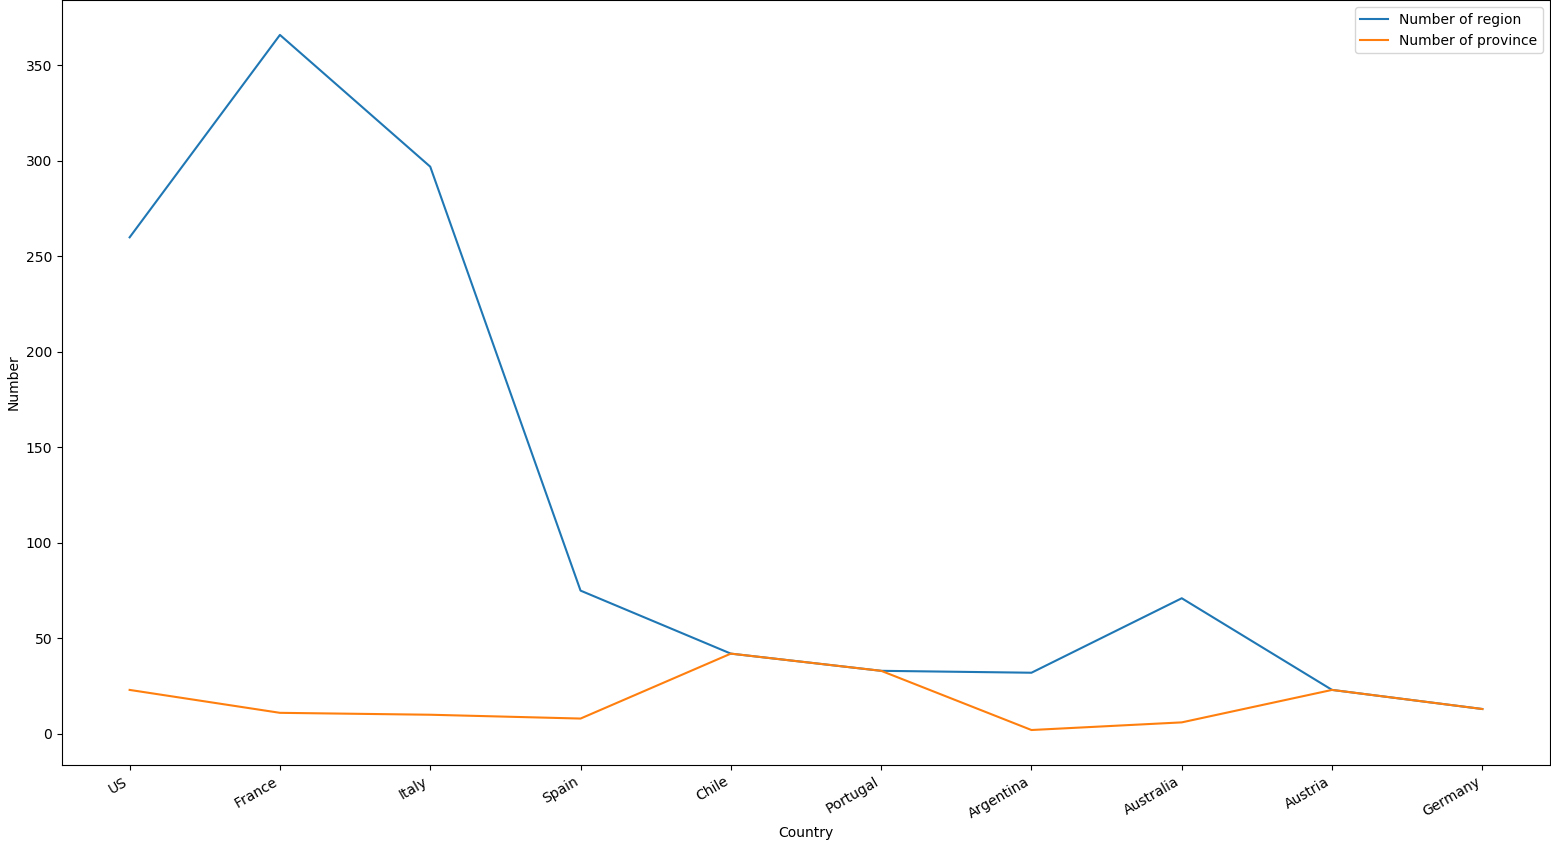 Number of region
Number of province
Number
350
300
250
200
150
100
50
0
US
France
Italy
Spain
Chile
Portugal
Argentina
Australia
Austria
Germany
Country